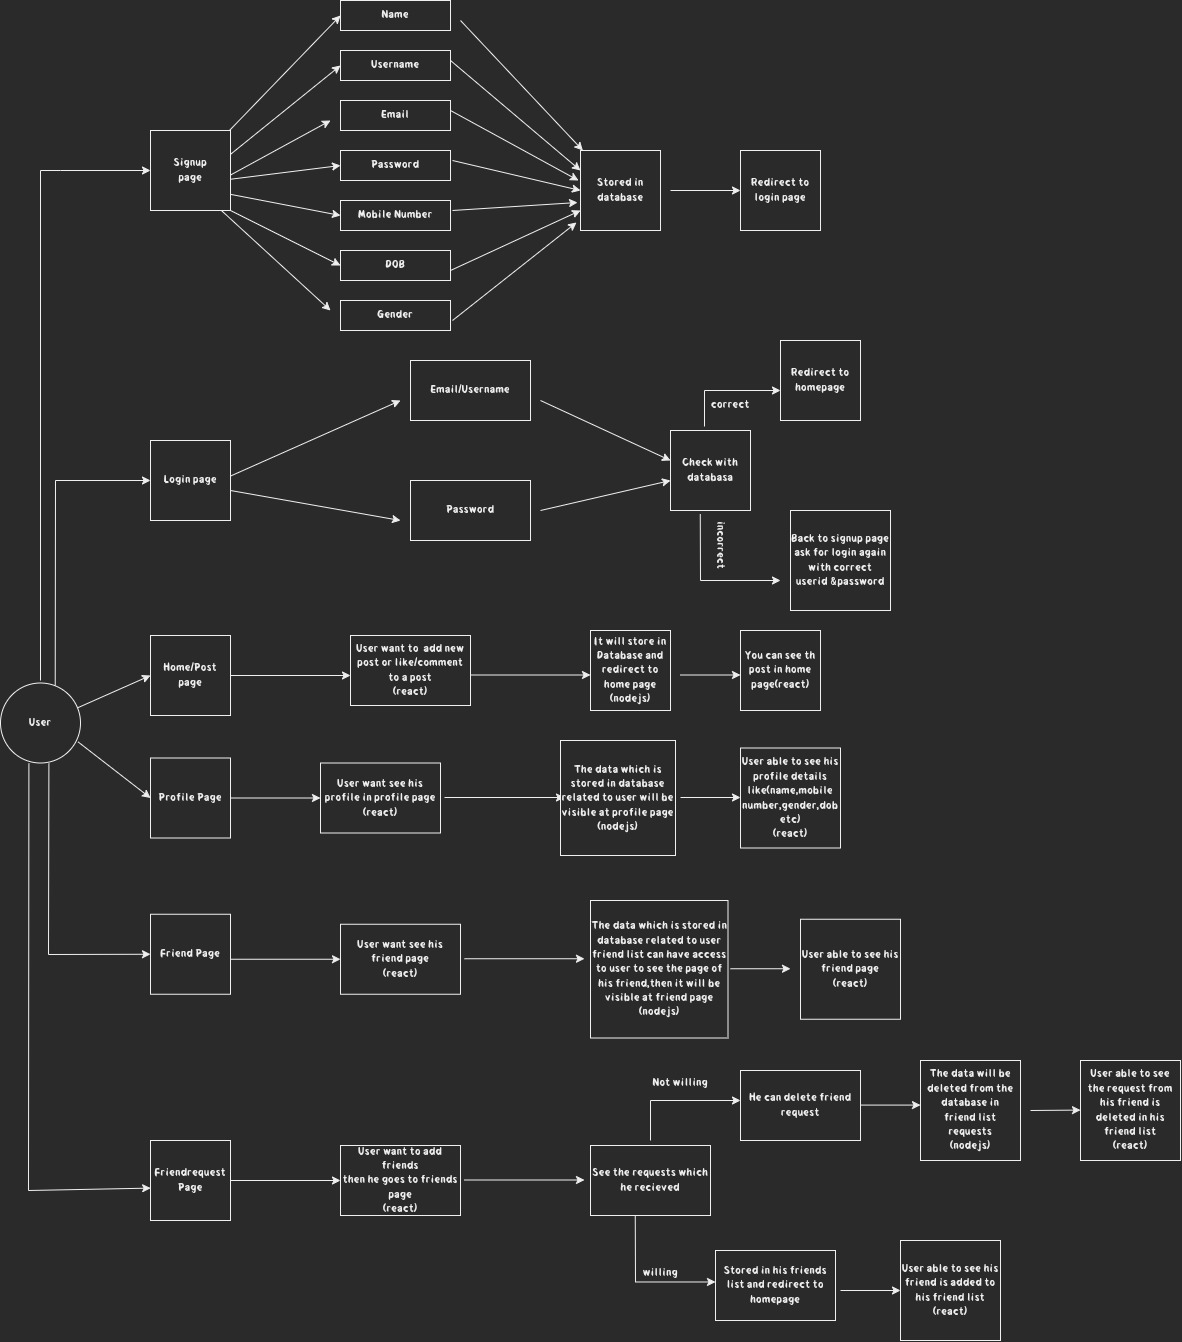 Name
Username
Email
Password
Mobile Number
DOB
Gender
Signup
page
Stored in
database
Redirect to
login page
Login page
Email/Username
Password
Check with
databasa
correct
incorrect
Redirect to
homepage
Back to signup page
ask for login again
with correct
userid &password
User
Home/Post
page
User want to add new
post or like/comment
to a post
(react)
It will store in
Database and
redirect to
home page
(nodejs)
You can see th
post in home
page(react)
Profile Page
User want see his
profile in profile page
(react)
The data which is
stored in database
related to user will be
visible at profile page
(nodejs)
User able to see his
profile details
like(name,mobile
number,gender,dob
etc)
(react)
Friend Page
User want see his
friend page
(react)
The data which is stored in
database related to user
friend list can have access
to user to see the page of
his friend,then it will be
visible at friend page
(nodejs)
User able to see his
friend page
(react)
Friendrequest
Page
User want to add
friends
then he goes to friends
page
(react)
See the requests which
he recieved
Not willing
He can delete friend
request
The data will be
deleted from the
database in
friend list
requests
(nodejs)
User able to see
the request from
his friend is
deleted in his
friend list
(react)
willing
Stored in his friends
list and redirect to
homepage
User able to see his
friend is added to
his friend list
(react)